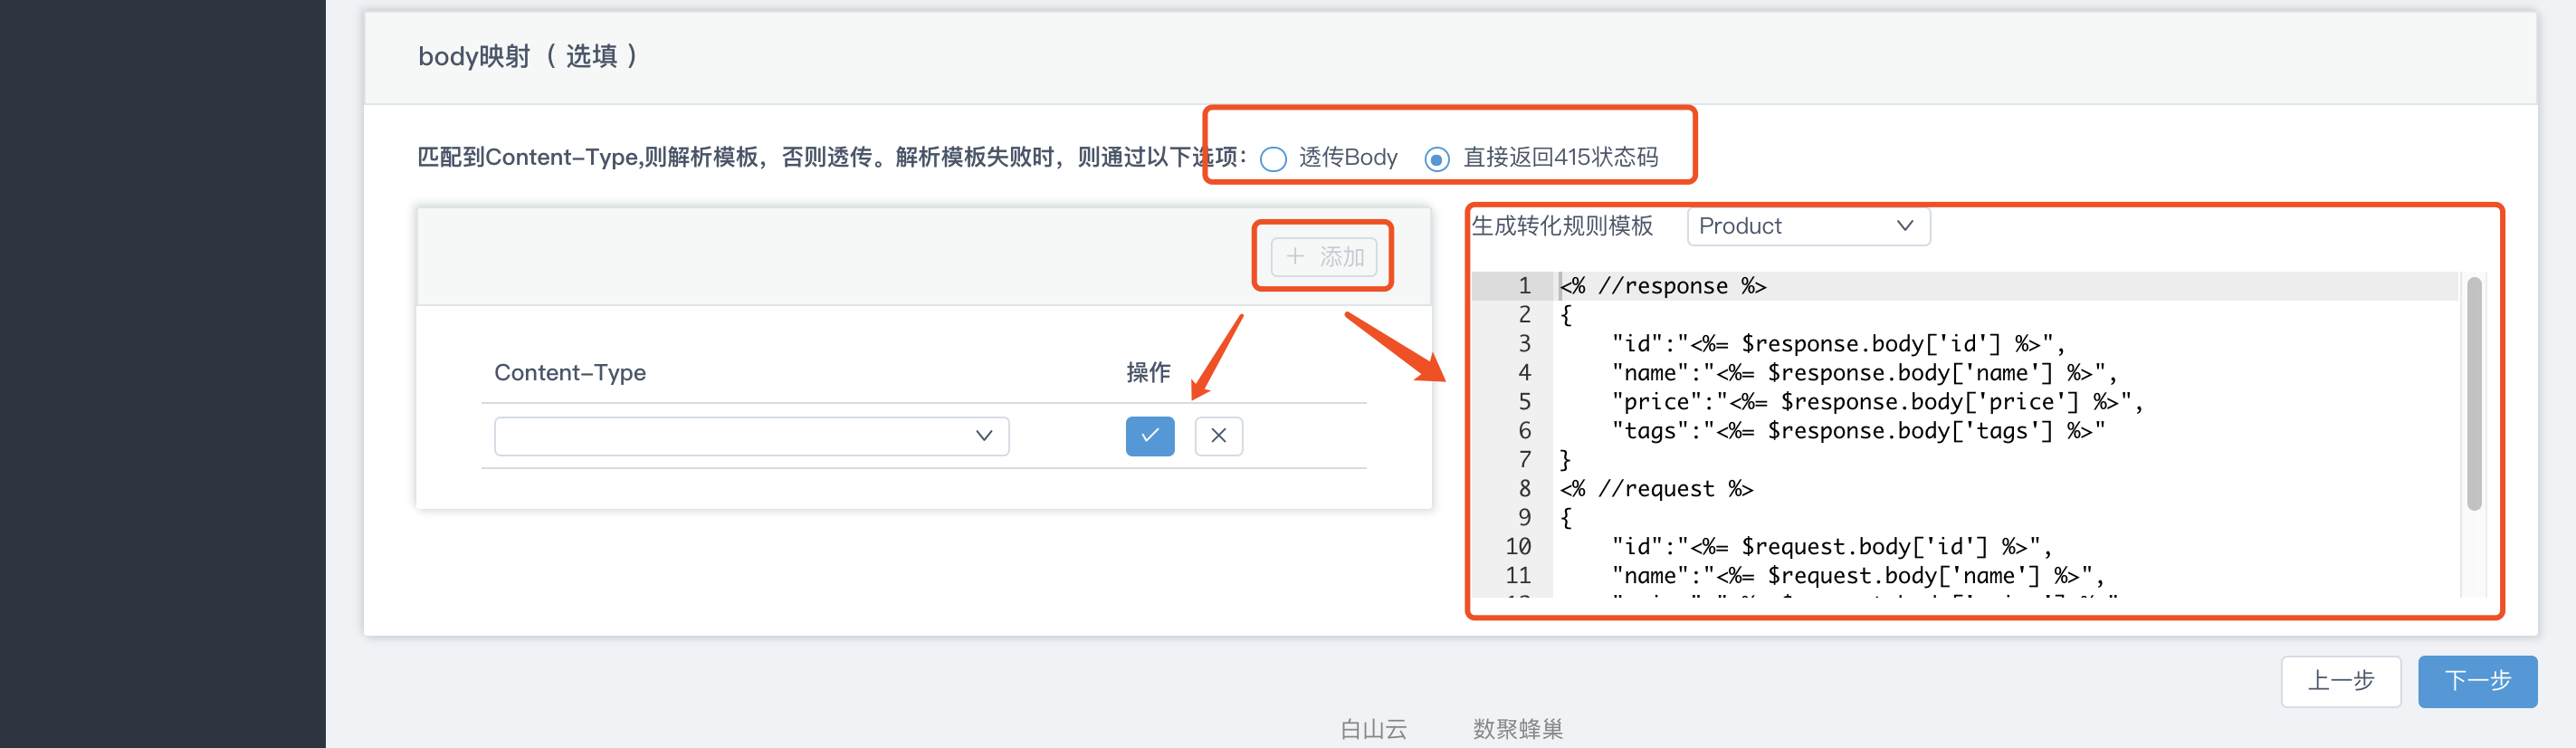 body映射（选填）
匹配到Content-Type,则解析模板，否则透传。解析模板失败时，则通过以下选项： 透传Body 直接返回415状态码
+ 添加
Content-Type 操作
生成转化规则模板 Product
1 <% //response %>
2 {
3 "id":"<%= $response.body['id'] %>",
4 "name":"<%= $response.body['name'] %>",
5 "price":"<%= $response.body['price'] %>",
6 "tags":"<%= $response.body['tags'] %>"
7 }
8 <% //request %>
9 {
10 "id":"<%= $request.body['id'] %>",
11 "name":"<%= $request.body['name'] %>",
上一步 下一步
白山云 数聚蜂巢